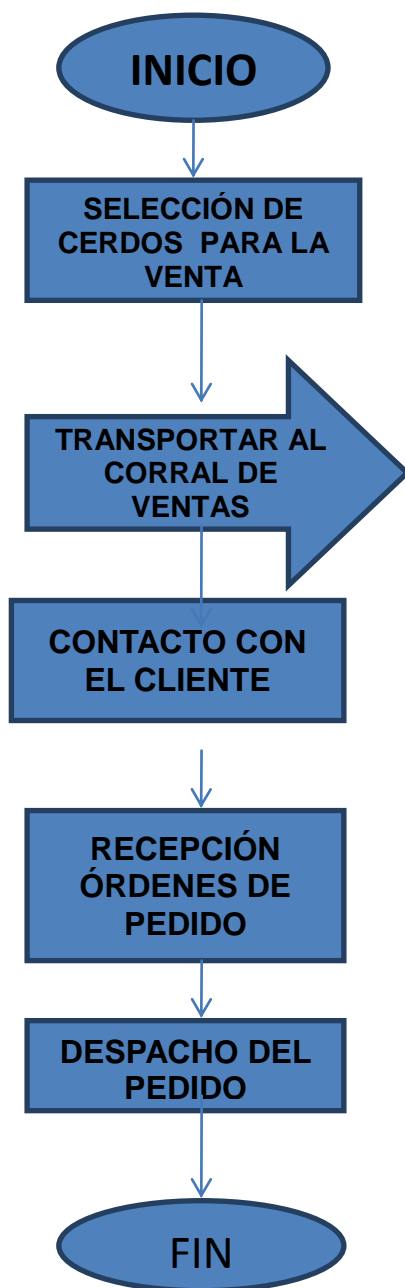 INICIO
SELECCIÓN DE
CERDOS PARA LA
VENTA
TRANSPORTAR AL
CORRAL DE
VENTAS
CONTACTO CON
EL CLIENTE
RECEPCIÓN
ÓRDENES DE
PEDIDO
DESPACHO DEL
PEDIDO
FIN